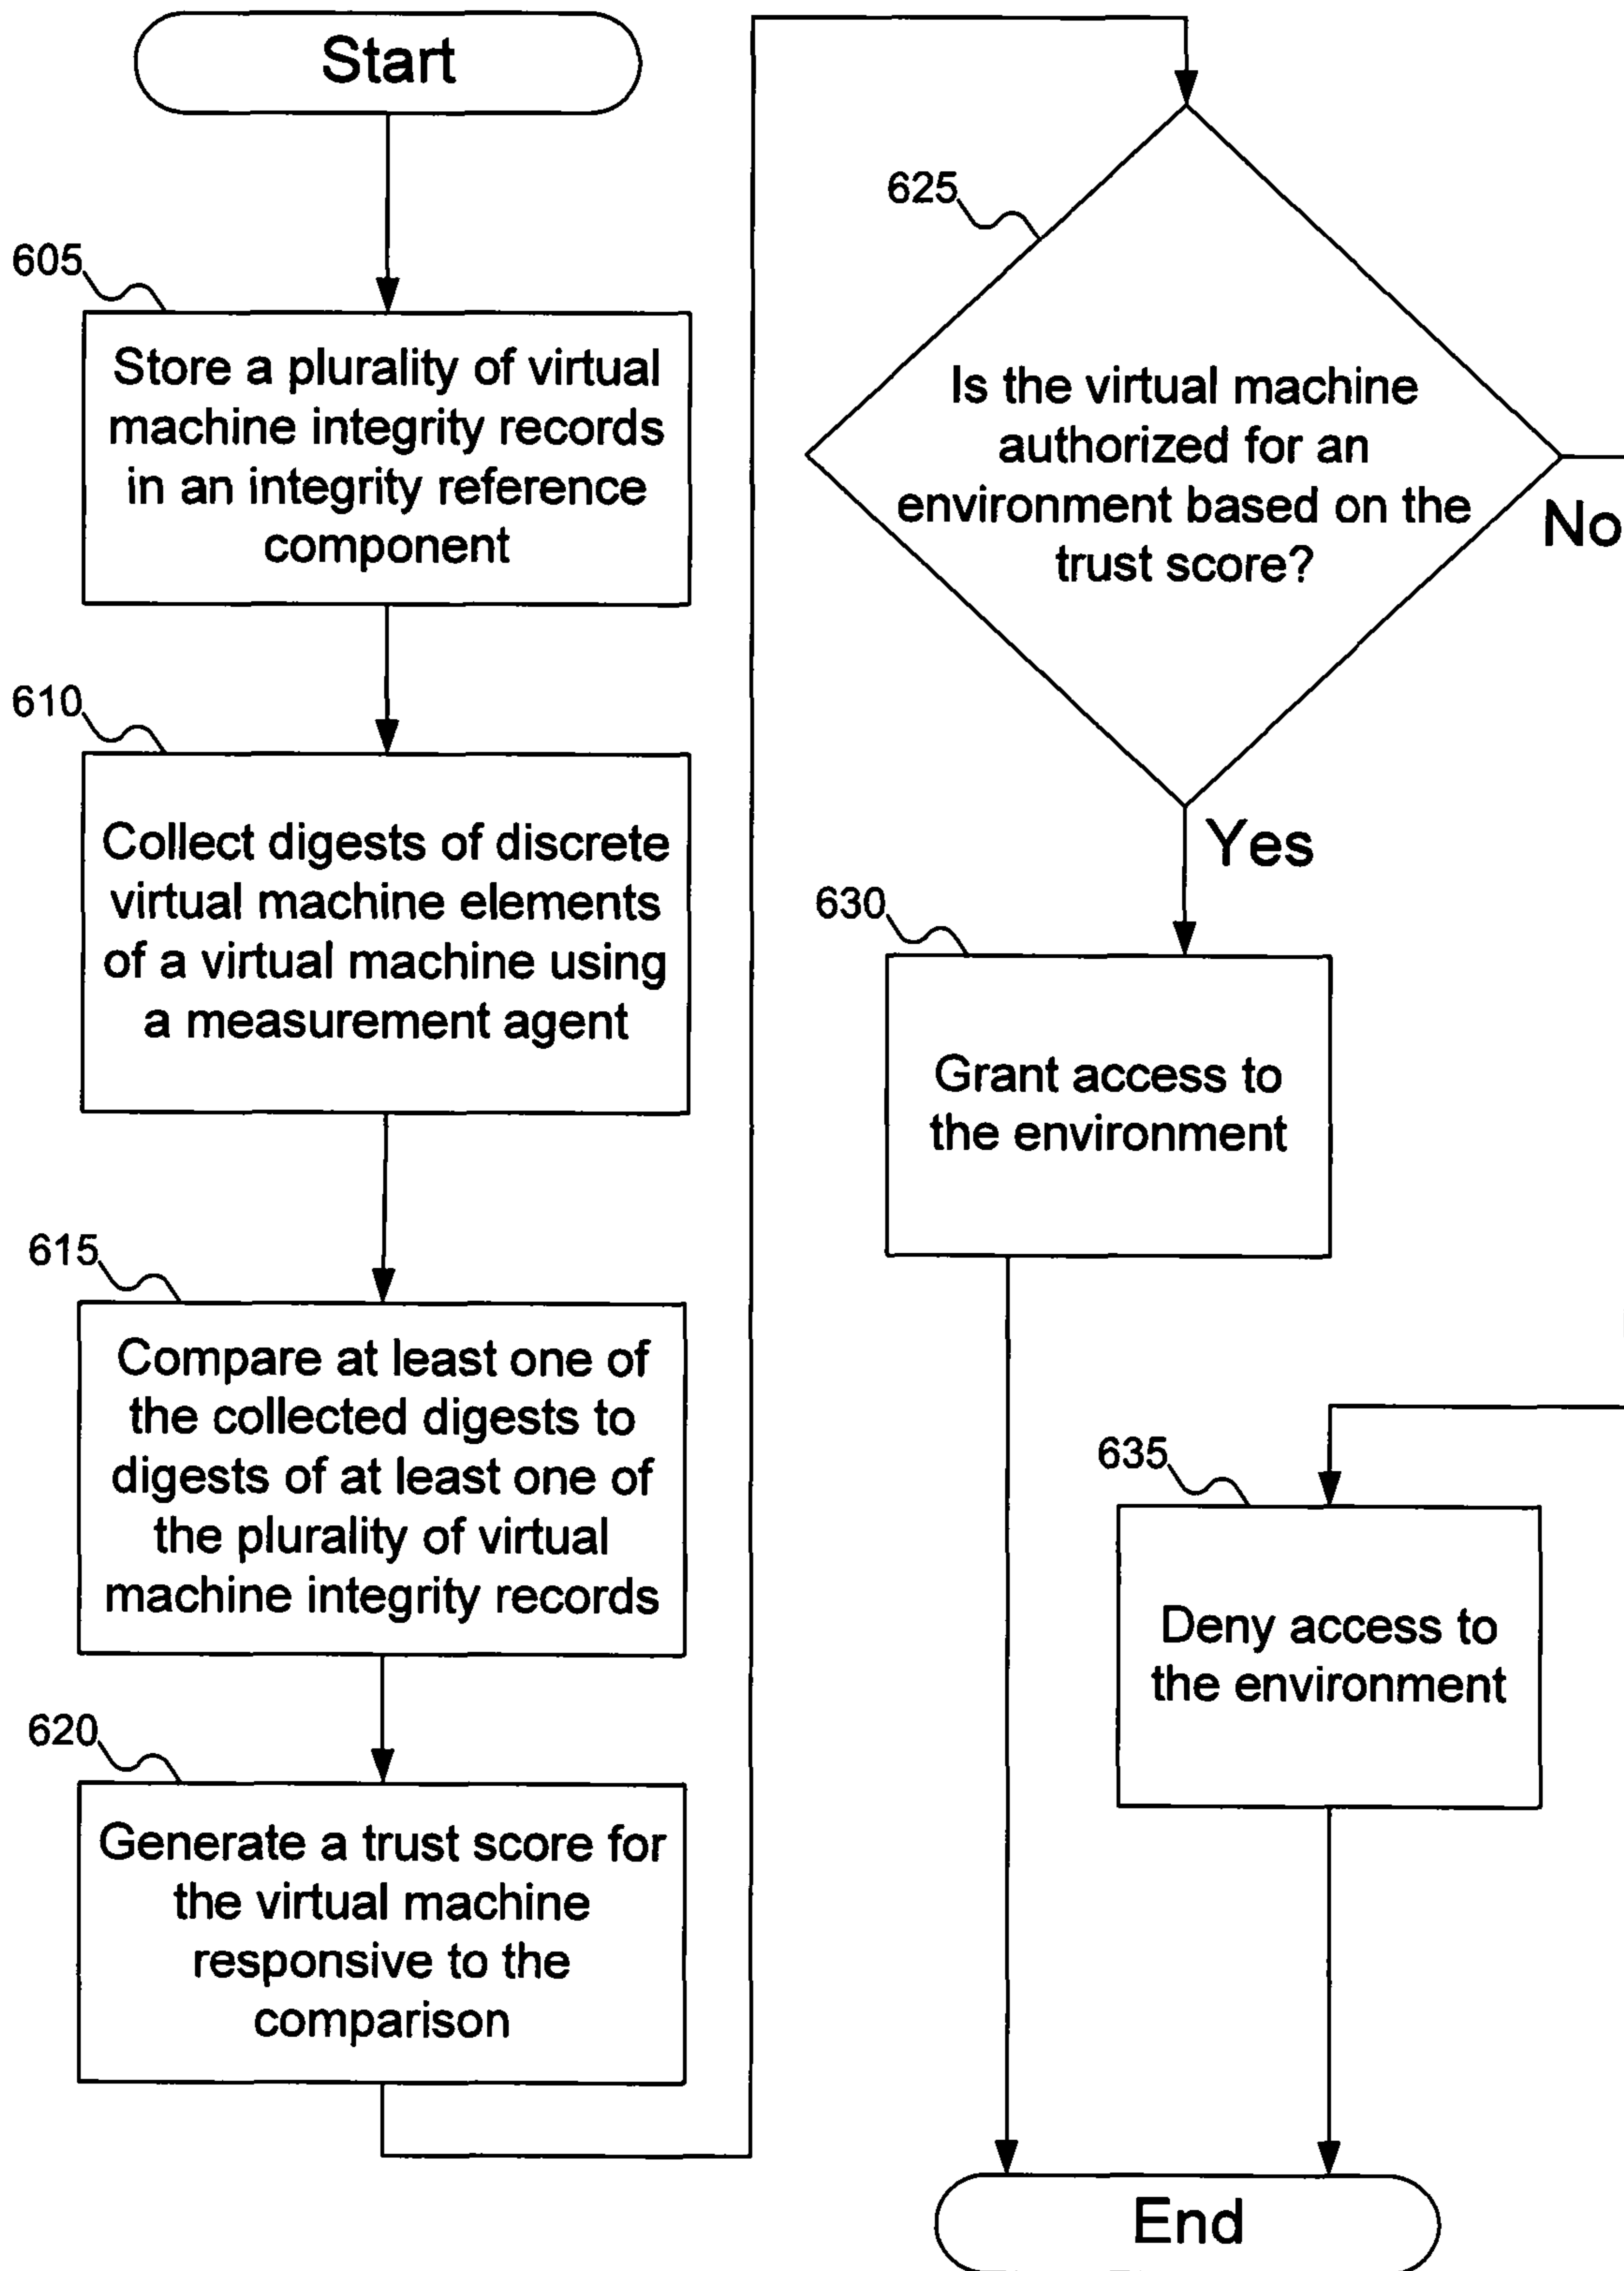 Start
605
Store a plurality of virtual
machine integrity records
in an integrity reference
component
610
Collect digests of discrete
virtual machine elements
of a virtual machine using
a measurement agent
615
Compare at least one of
the collected digests to
digests of at least one of
the plurality of virtual
machine integrity records
620
Generate a trust score for
the virtual machine
responsive to the
comparison
625
Is the virtual machine
authorized for an
environment based on the
trust score?
No
Yes
630
Grant access to
the environment
635
Deny access to
the environment
End